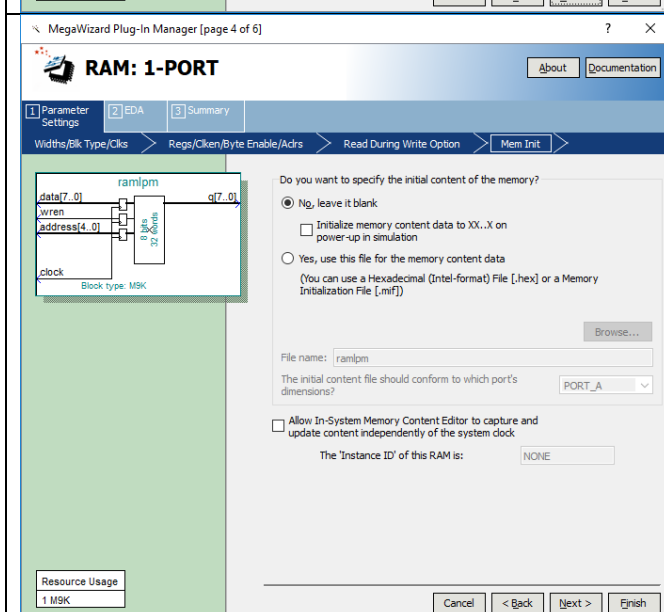 MegaWizard Plug-In Manager [page 4 of 6]
? X
RAM: 1-PORT
About Documentation
1 Parameter Settings 2 EDA 3 Summary
Widths/Blk Type/Clks Regs/Clken/Byte Enable/Aclrs Read During Write Option Mem Init
ramlpm
data[7..0] q[7..0]
wren
address[4..0]
8 bits
32 words
clock
Block type: M9K
Do you want to specify the initial content of the memory?
No, leave it blank
Initialize memory content data to XX..X on
power-up in simulation
Yes, use this file for the memory content data
(You can use a Hexadecimal (Intel-format) File [.hex] or a Memory
Initialization File [.mif])
Browse...
File name: ramlpm
The initial content file should conform to which port's
dimensions? PORT_A
Allow In-System Memory Content Editor to capture and
update content independently of the system clock
The 'Instance ID' of this RAM is: NONE
Resource Usage
1 M9K
Cancel < Back Next > Finish